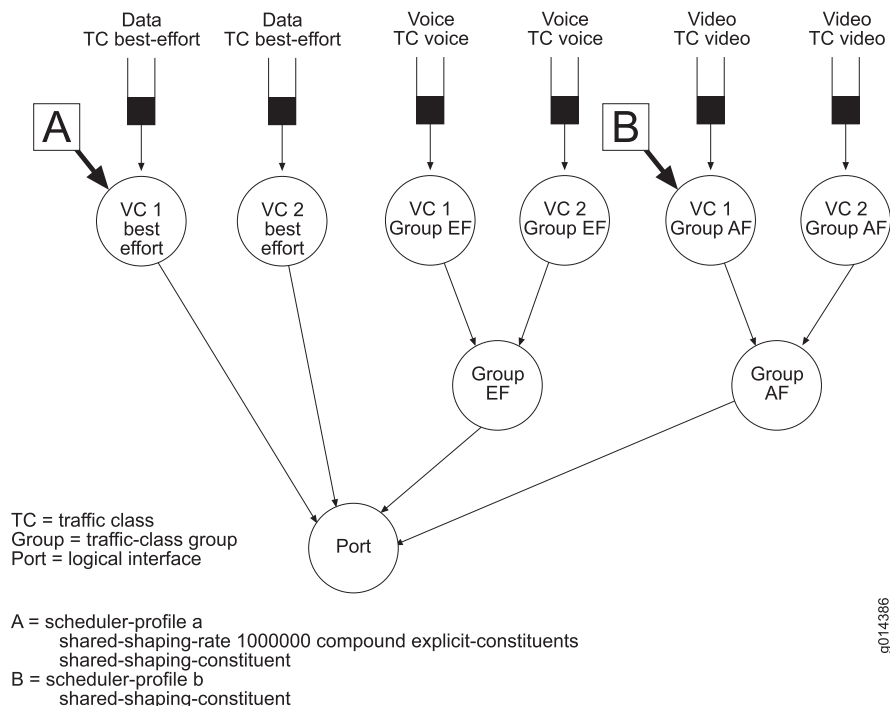 Data
TC best-effort
Data
TC best-effort
Voice
TC voice
Voice
TC voice
Video
TC video
Video
TC video
A
B
VC 1
best
effort
VC 2
best
effort
VC 1
Group EF
VC 2
Group EF
VC 1
Group AF
VC 2
Group AF
Group
EF
Group
AF
Port
TC = traffic class
Group = traffic-class group
Port = logical interface
A = scheduler-profile a
shared-shaping-rate 1000000 compound explicit-constituents
shared-shaping-constituent
B = scheduler-profile b
shared-shaping-constituent
g014386